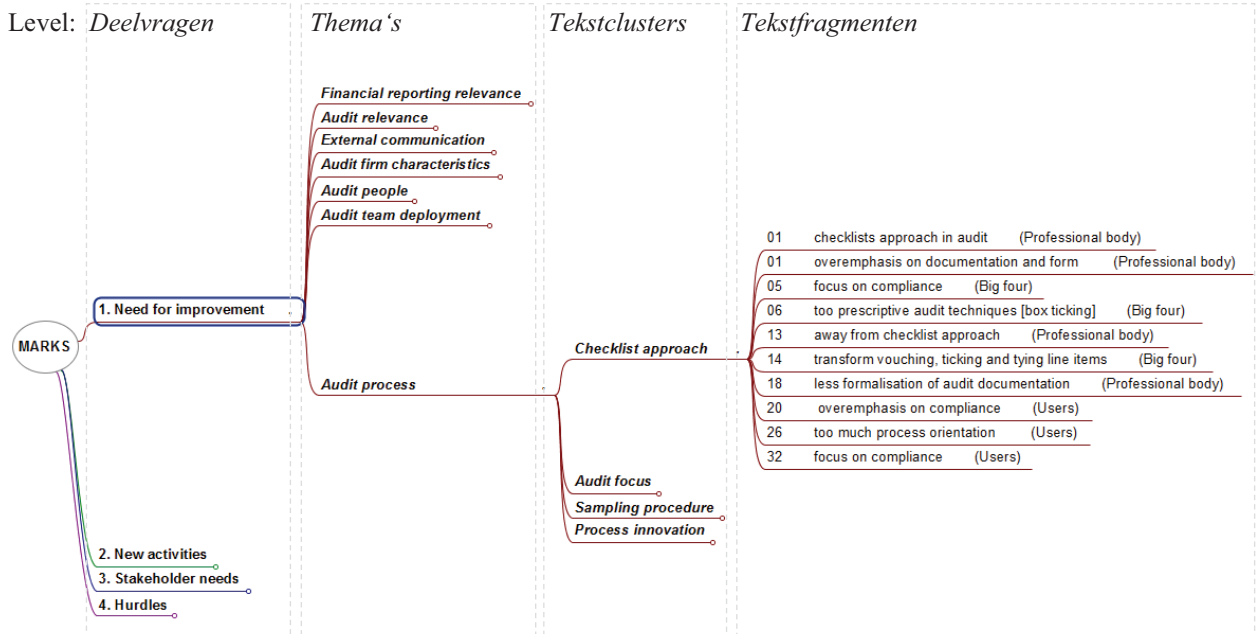 Level: Deelvragen Thema‘s Tekstclusters Tekstfragmenten
Financial reporting relevance
Audit relevance
External communication
Audit firm characteristics
Audit people
Audit team deployment
01 checklists approach in audit (Professional body)
01 overemphasis on documentation and form (Professional body)
05 focus on compliance (Big four)
1. Need for improvement
06 too prescriptive audit techniques [box ticking] (Big four)
13 away from checklist approach (Professional body)
MARKS
Checklist approach
14 transform vouching, ticking and tying line items (Big four)
Audit process
18 less formalisation of audit documentation (Professional body)
20 overemphasis on compliance (Users)
26 too much process orientation (Users)
32 focus on compliance (Users)
Audit focus
Sampling procedure
Process innovation
2. New activities
3. Stakeholder needs
4. Hurdles